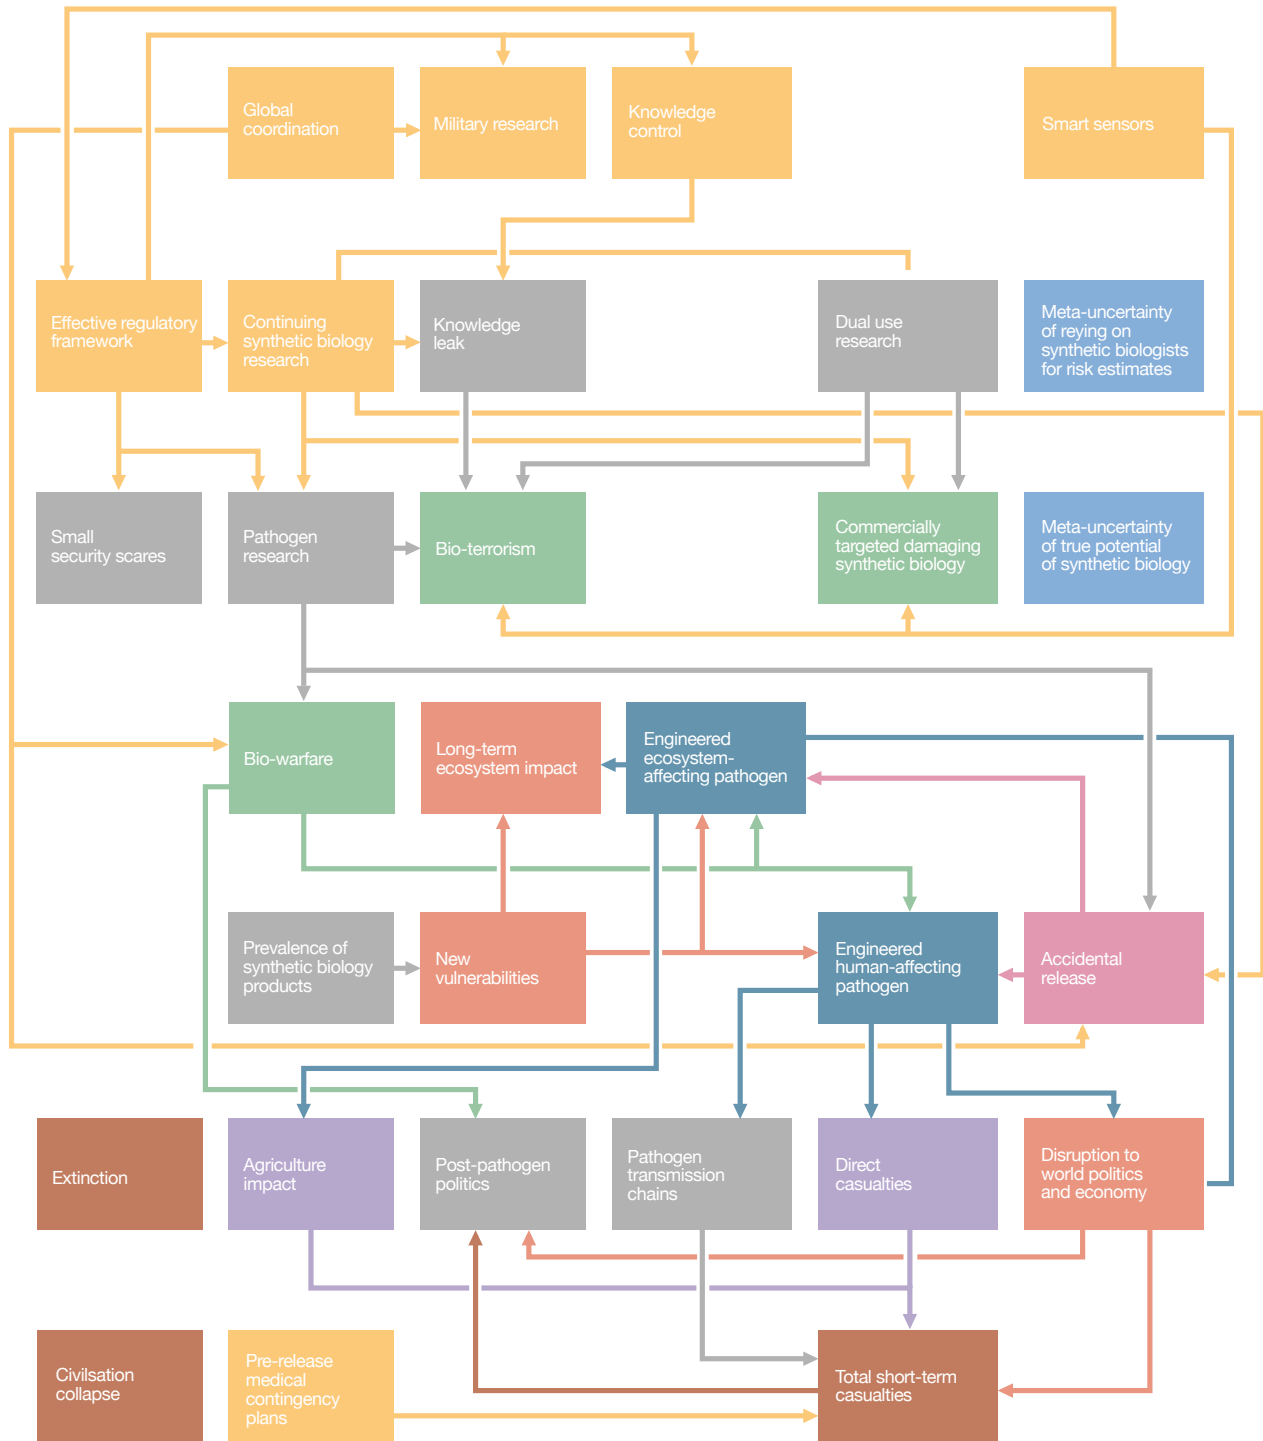 Global
coordination
Military research
Knowledge
control
Smart sensors
Effective regulatory
framework
Continuing
synthetic biology
research
Knowledge
leak
Dual use
research
Meta-uncertainty
of reying on
synthetic biologists
for risk estimates
Small
security scares
Pathogen
research
Bio-terrorism
Commercially
targeted damaging
synthetic biology
Meta-uncertainty
of true potential
of synthetic biology
Bio-warfare
Long-term
ecosystem impact
Engineered
ecosystem-
affecting pathogen
Prevalence of
synthetic biology
products
New
vulnerabilities
Engineered
human-affecting
pathogen
Accidental
release
Extinction
Agriculture
impact
Post-pathogen
politics
Pathogen
transmission
chains
Direct
casualties
Disruption to
world politics
and economy
Civilsation
collapse
Pre-release
medical
contingency
plans
Total short-term
casualties